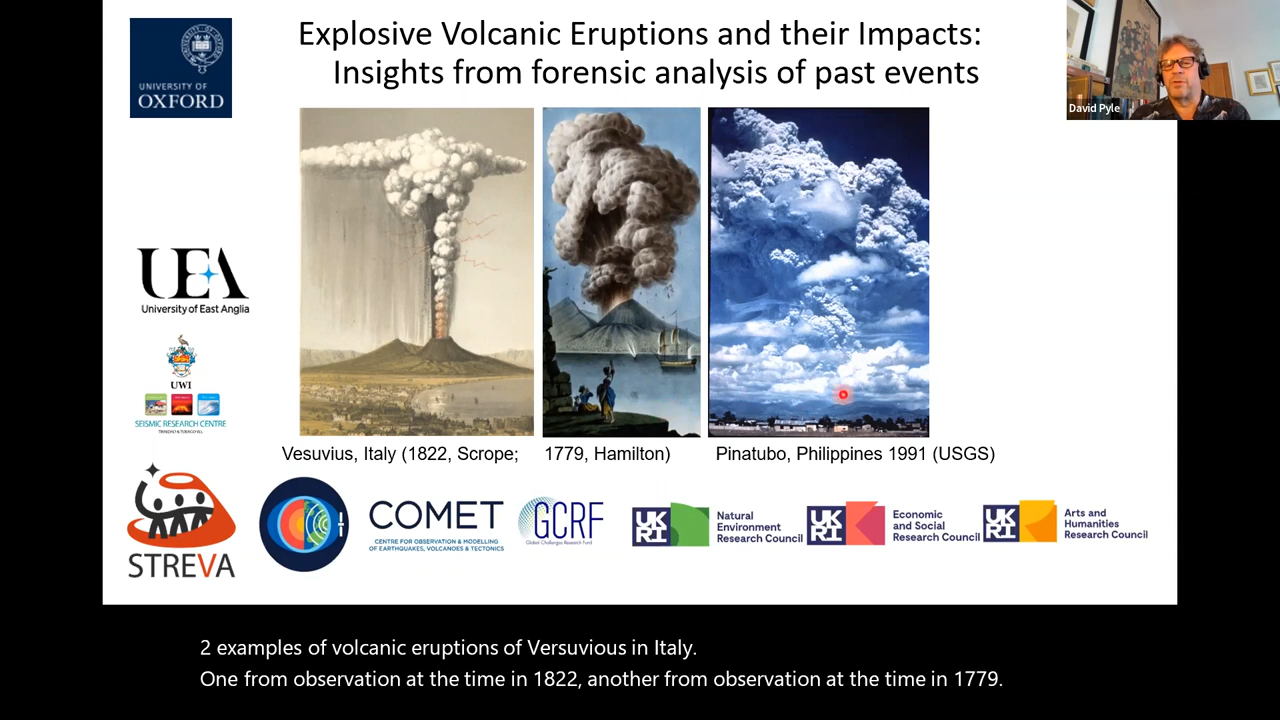 Explosive Volcanic Eruptions and their Impacts:
Insights from forensic analysis of past events
UNIVERSITY OF
OXFORD
David Pyle
UEA
University of East Anglia
UWI
SEISMIC RESEARCH CENTRE
TRINIDAD & TOBAGO W.I.
Vesuvius, Italy (1822, Scrope; 1779, Hamilton) Pinatubo, Philippines 1991 (USGS)
STREVA
COMET
CENTRE FOR OBSERVATION & MODELLING
OF EARTHQUAKES, VOLCANOES & TECTONICS
GCRF
Global Challenges Research Fund
UK
RI
Natural
Environment
Research Council
UK
RI
Economic
and Social
Research Council
UK
RI
Arts and
Humanities
Research Council
2 examples of volcanic eruptions of Versuvious in Italy.
One from observation at the time in 1822, another from observation at the time in 1779.